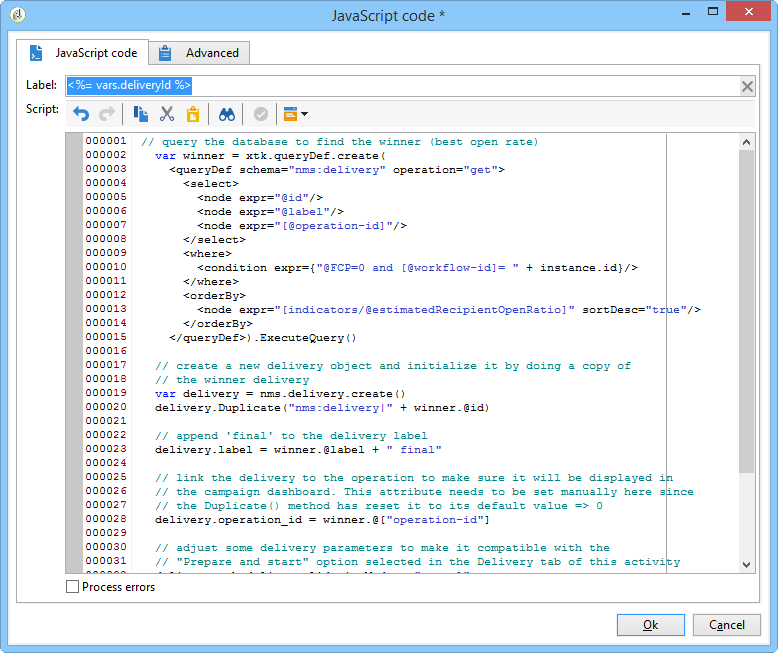 JavaScript code *
JavaScript code
Advanced
Label: <%= vars.deliveryId %>
Script:
000001 // query the database to find the winner (best open rate)
000002 var winner = xtk.queryDef.create(
000003 <queryDef schema="nms:delivery" operation="get">
000004 <select>
000005 <node expr="@id"/>
000006 <node expr="@label"/>
000007 <node expr="[@operation-id]"/>
000008 </select>
000009 <where>
000010 <condition expr={"@FCP=0 and [@workflow-id]= " + instance.id}/>
000011 </where>
000012 <orderBy>
000013 <node expr="[indicators/@estimatedRecipientOpenRatio]" sortDesc="true"/>
000014 </orderBy>
000015 </queryDef>).ExecuteQuery()
000016
000017 // create a new delivery object and initialize it by doing a copy of
000018 // the winner delivery
000019 var delivery = nms.delivery.create()
000020 delivery.Duplicate("nms:delivery|" + winner.@id)
000021
000022 // append 'final' to the delivery label
000023 delivery.label = winner.@label + " final"
000024
000025 // link the delivery to the operation to make sure it will be displayed in
000026 // the campaign dashboard. This attribute needs to be set manually here since
000027 // the Duplicate() method has reset it to its default value => 0
000028 delivery.operation_id = winner.@["operation-id"]
000029
000030 // adjust some delivery parameters to make it compatible with the
000031 // "Prepare and start" option selected in the Delivery tab of this activity
Process errors
Ok
Cancel